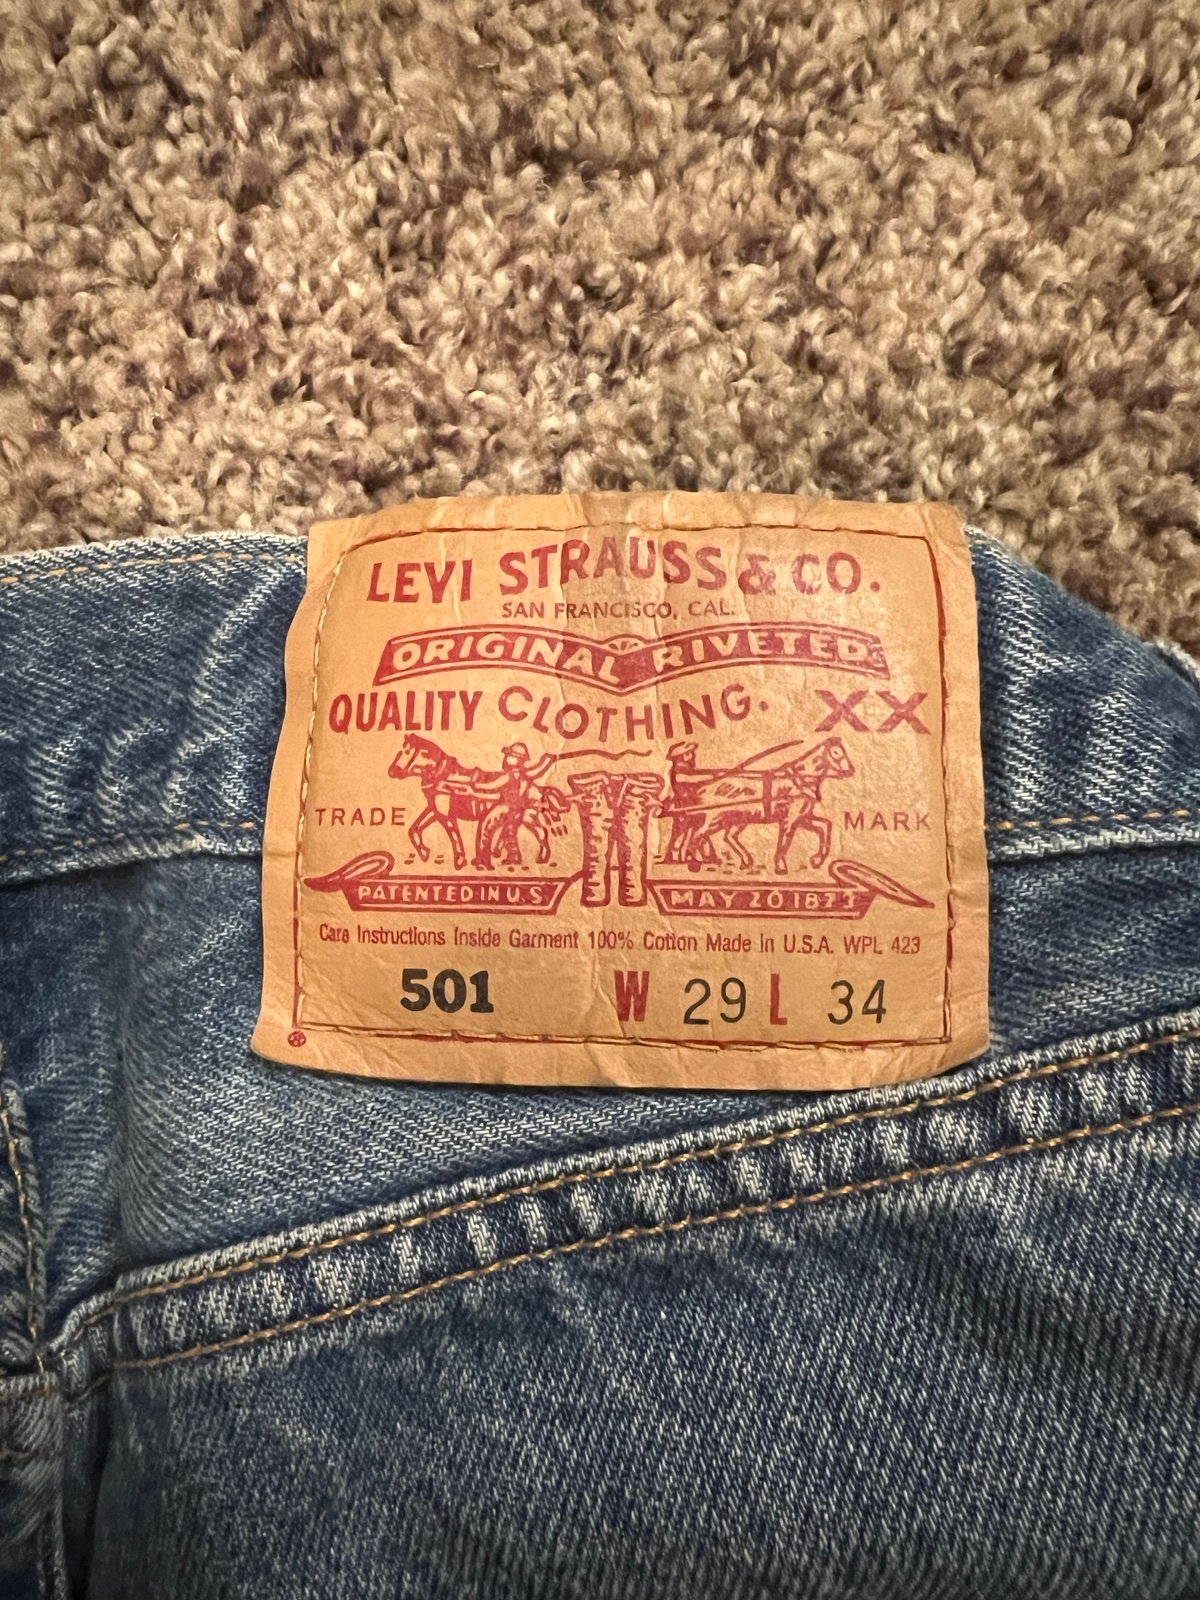 LEVI STRAUSS & CO.
SAN FRANCISCO, CAL.
ORIGINAL RIVETED
QUALITY CLOTHING. XX
TRADE MARK
PATENTED IN U.S MAY 20 1873
Care Instructions Inside Garment 100% Cotton Made In U.S.A. WPL 423
501 W 29 L 34